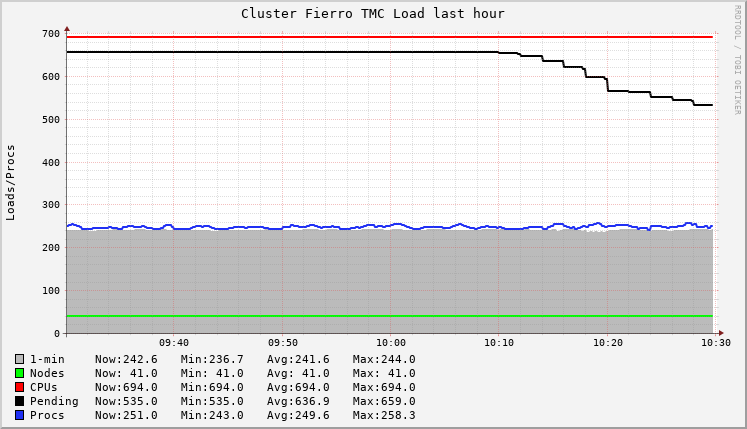 Cluster Fierro TMC Load last hour
RRDTOOL / TOBI OETIKER
Loads/Procs
700
600
500
400
300
200
100
0
09:40 09:50 10:00 10:10 10:20 10:30
1-min Now:242.6 Min:236.7 Avg:241.6 Max:244.0
Nodes Now: 41.0 Min: 41.0 Avg: 41.0 Max: 41.0
CPUs Now:694.0 Min:694.0 Avg:694.0 Max:694.0
Pending Now:535.0 Min:535.0 Avg:636.9 Max:659.0
Procs Now:251.0 Min:243.0 Avg:249.6 Max:258.3